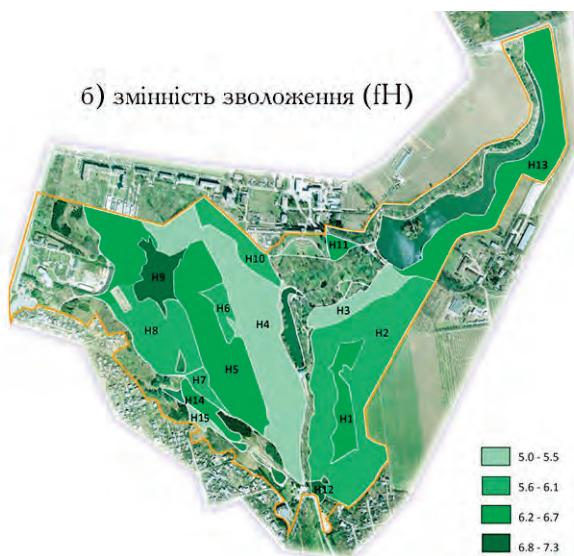 б) змінність зволоження (fH)
H13
H11
H10
H9
H6
H3
H4
H2
H8
H5
H7
H14
H1
H15
H12
5.0 - 5.5
5.6 - 6.1
6.2 - 6.7
6.8 - 7.3